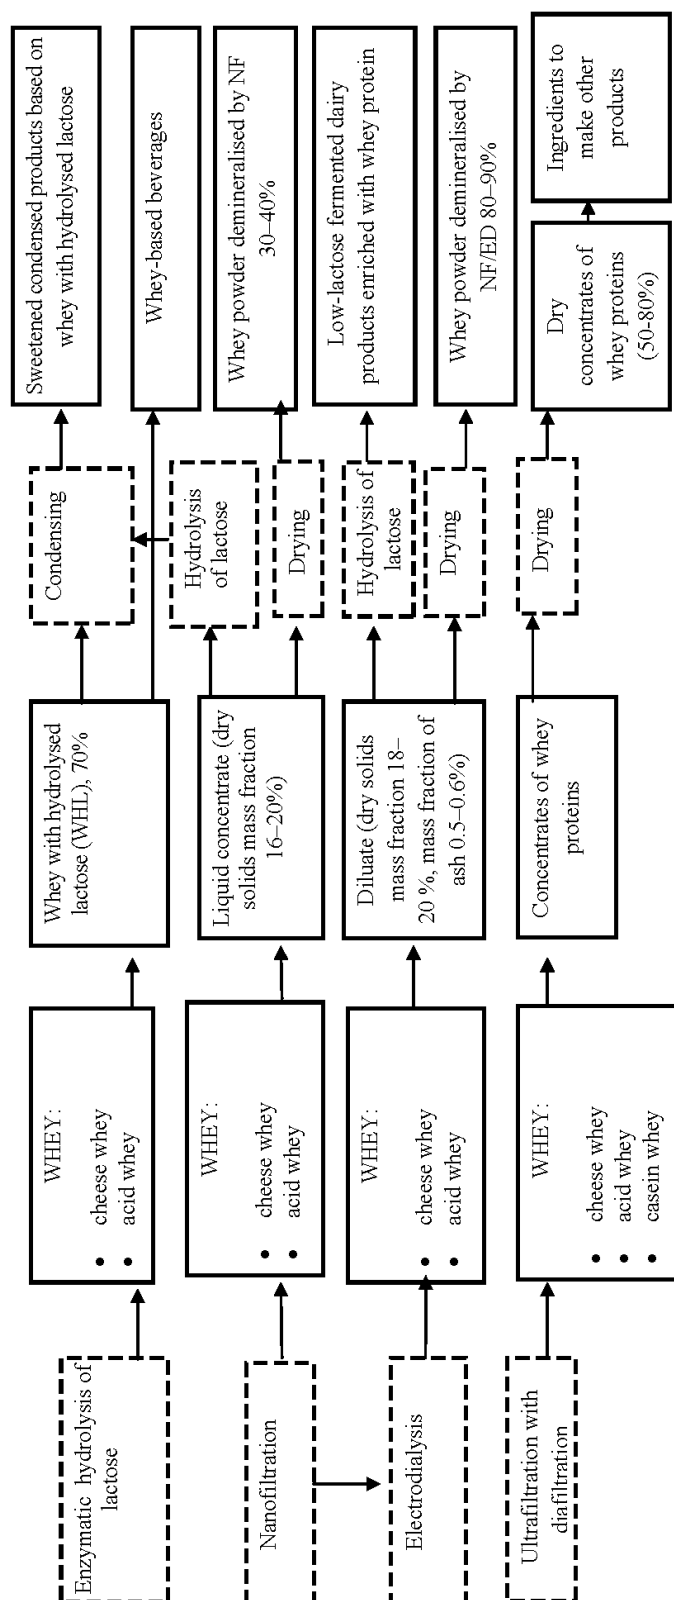 Enzymatic hydrolysis of
lactose
WHEY:
• cheese whey
• acid whey
Whey with hydrolysed
lactose (WHL), 70%
Condensing
Sweetened condensed products based on
whey with hydrolysed lactose
Whey-based beverages
Nanofiltration
WHEY:
• cheese whey
• acid whey
Liquid concentrate (dry
solids mass fraction
16–20%)
Hydrolysis
of lactose
Drying
Whey powder demineralised by NF
30–40%
Electrodialysis
WHEY:
• cheese whey
• acid whey
Diluate (dry solids
mass fraction 18–
20 %, mass fraction of
ash 0.5–0.6%)
Hydrolysis of
lactose
Drying
Low-lactose fermented dairy
products enriched with whey protein
Whey powder demineralised by
NF/ED 80–90%
Ultrafiltration with
diafiltration
WHEY:
• cheese whey
• acid whey
• casein whey
Concentrates of whey
proteins
Drying
Dry
concentrates of
whey proteins
((50-80%)
Ingredients to
make other
products